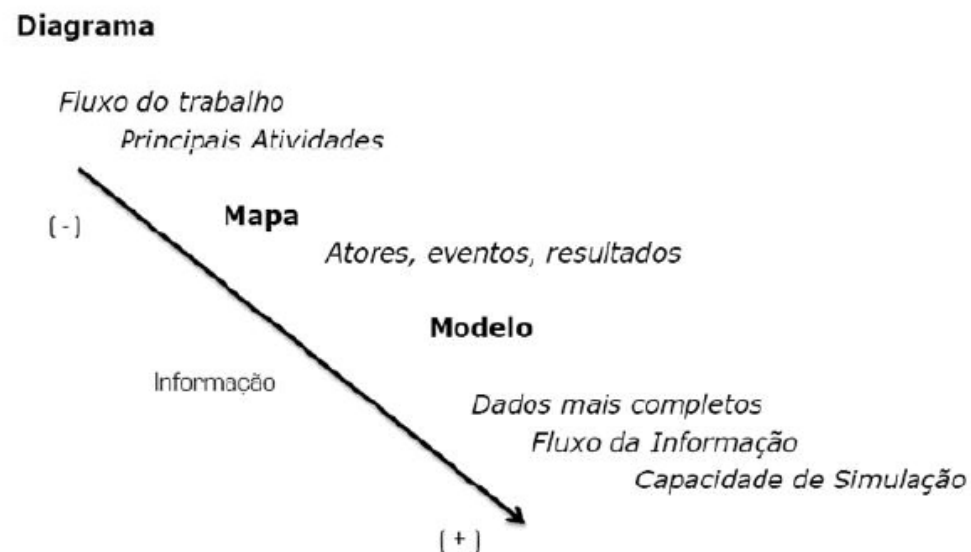 Diagrama
Fluxo do trabalho
Principais Atividades
(-)
Mapa
Atores, eventos, resultados
Modelo
Informação
Dados mais completos
Fluxo da Informação
Capacidade de Simulação
(+)